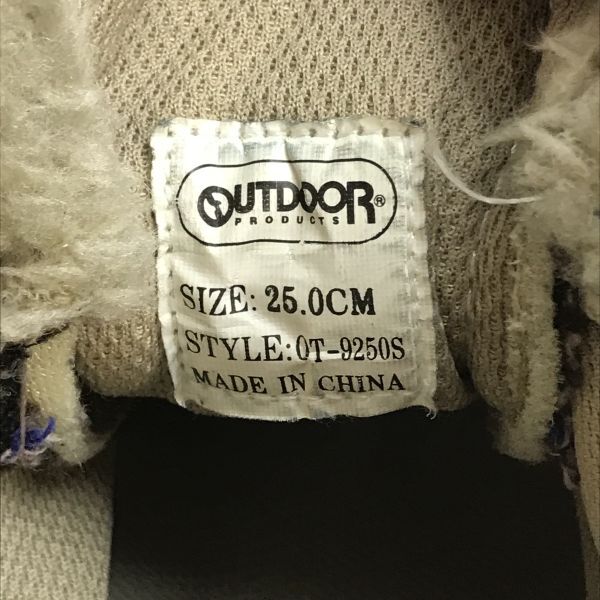 OUTDOOR®
PRODUCTS
SIZE: 25.0CM
STYLE:OT-9250S
MADE IN CHINA